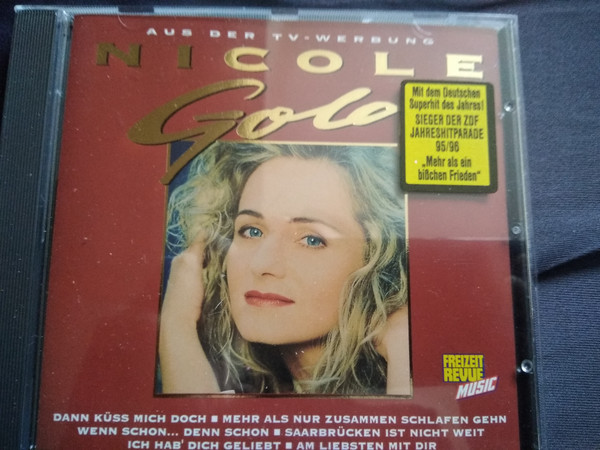 AUS DER TV-WERBUNG
NICOLE
Gold
Mit dem Deutschen
Superhit des Jahres!
SIEGER DER ZDF
JAHRESHITPARADE
95/96
„Mehr als ein
bißchen Frieden“
FREIZEIT
REVUE
MUSIC
DANN KÜSS MICH DOCH ■ MEHR ALS NUR ZUSAMMEN SCHLAFEN GEHN
WENN SCHON... DENN SCHON ■ SAARBRÜCKEN IST NICHT WEIT
ICH HAB' DICH GELIEBT ■ AM LIEBSTEN MIT DIR